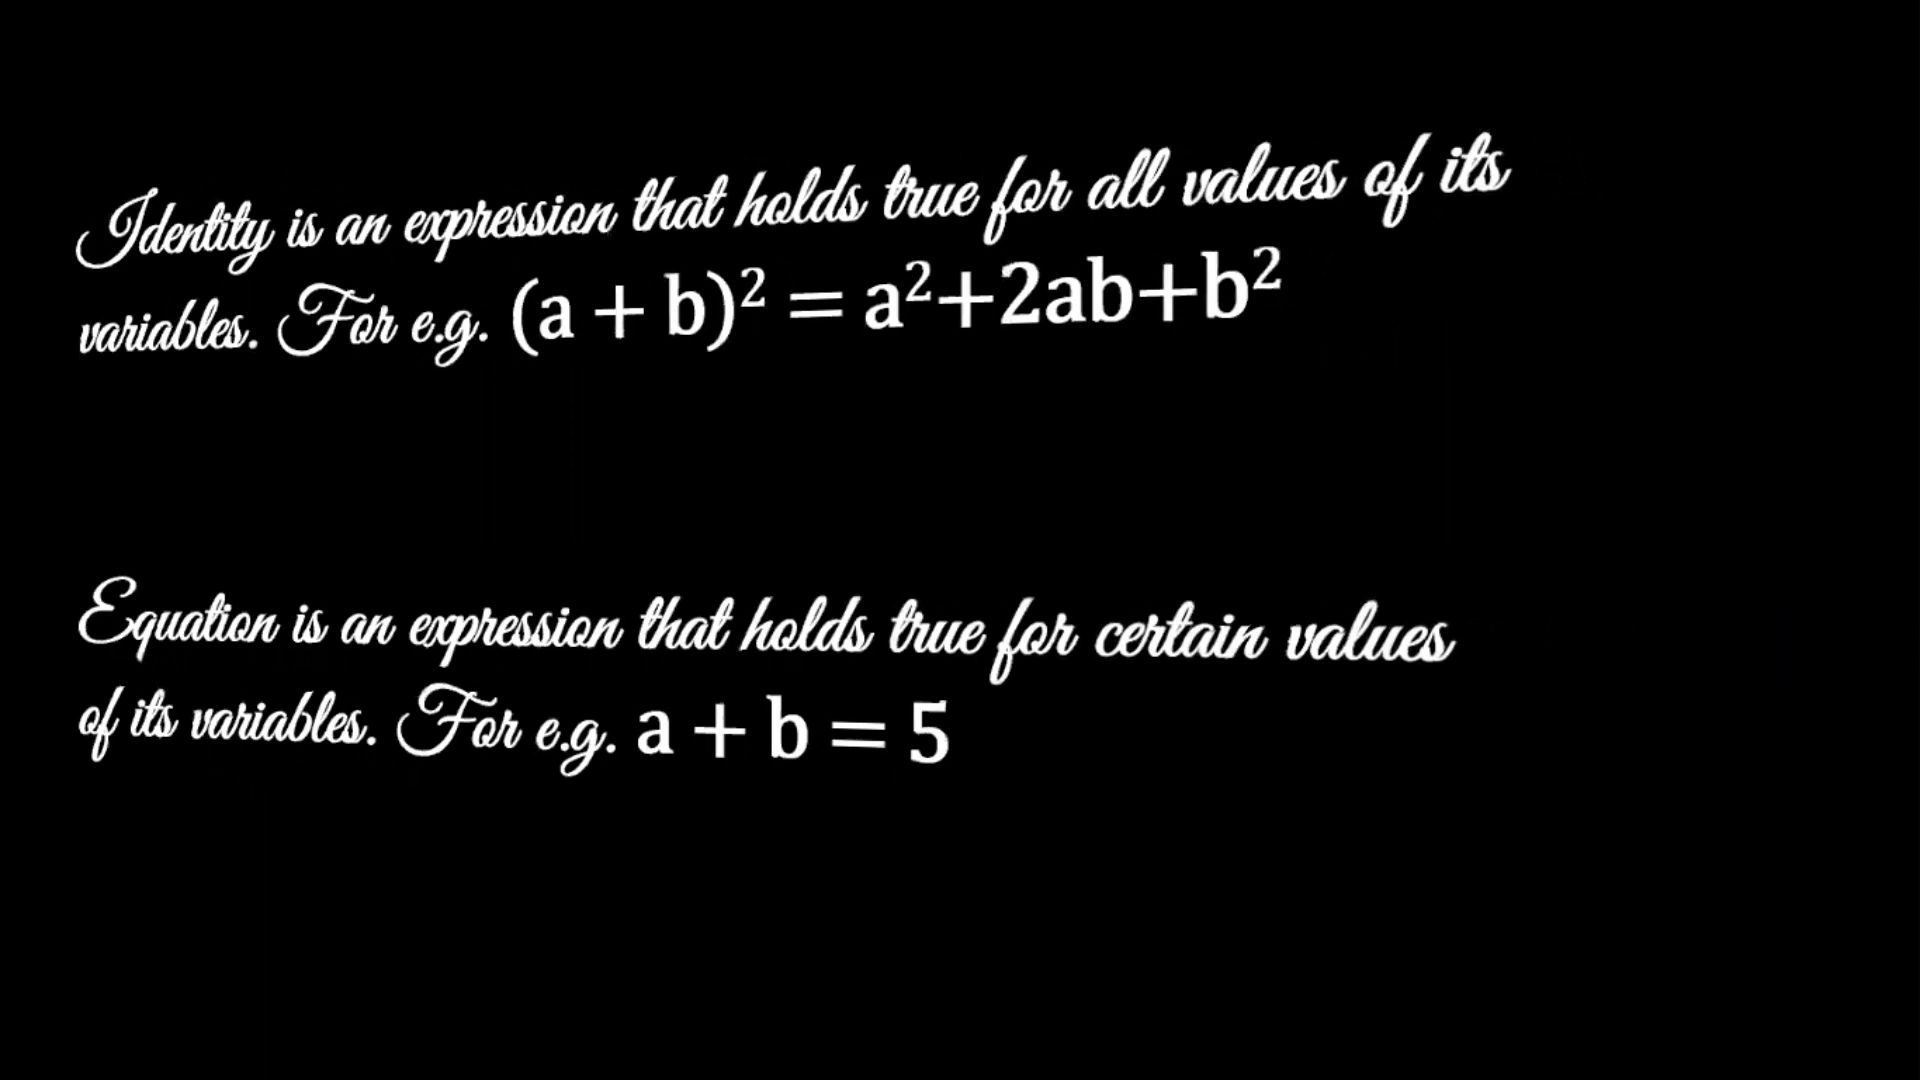 Identity is an expression that holds true for all values of its
variables. For e.g. (a + b)² = a²+2ab+b²
Equation is an expression that holds true for certain values
of its variables. For e.g. a + b = 5